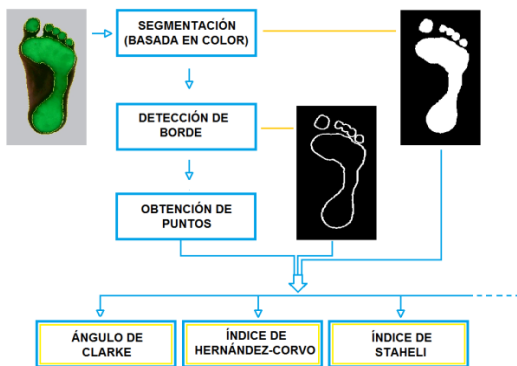 SEGMENTACIÓN
(BASADA EN COLOR)
DETECCIÓN DE
BORDE
OBTENCIÓN DE
PUNTOS
ÁNGULO DE
CLARKE
ÍNDICE DE
HERNÁNDEZ-CORVO
ÍNDICE DE
STAHELI